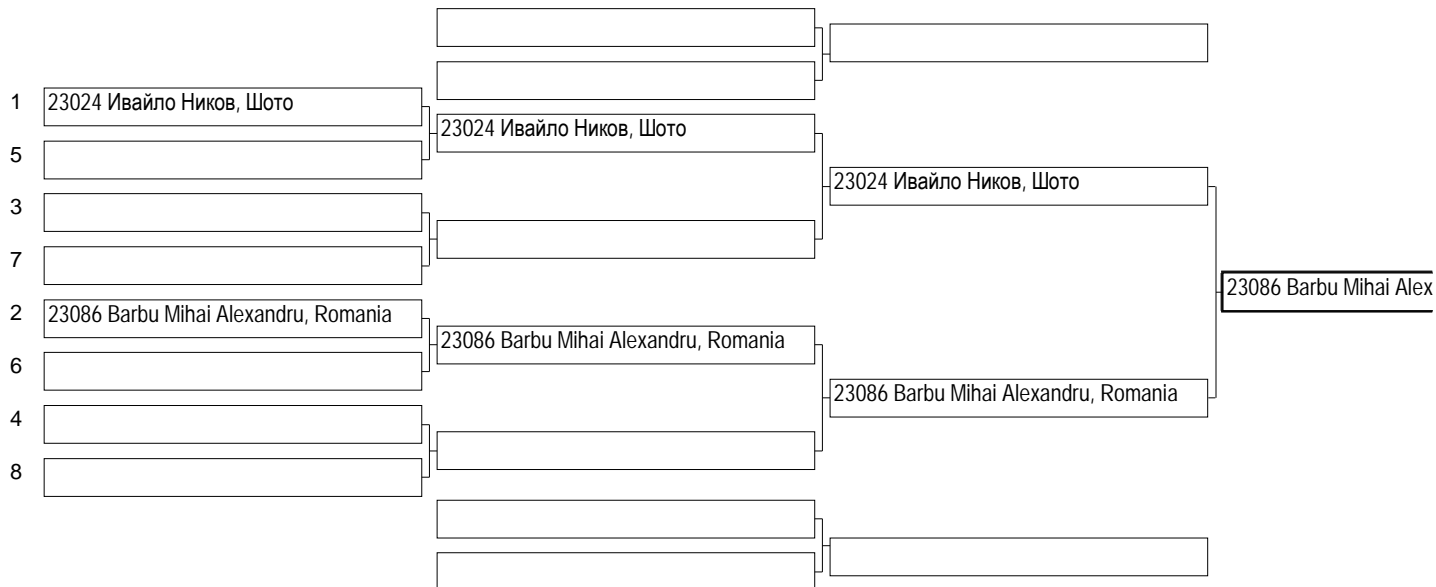 1
23024 Ивайло Ников, Шото
5
3
7
2
23086 Barbu Mihai Alexandru, Romania
6
4
8
23024 Ивайло Ников, Шото
23086 Barbu Mihai Alexandru, Romania
23024 Ивайло Ников, Шото
23086 Barbu Mihai Alexandru, Romania
23086 Barbu Mihai Alex